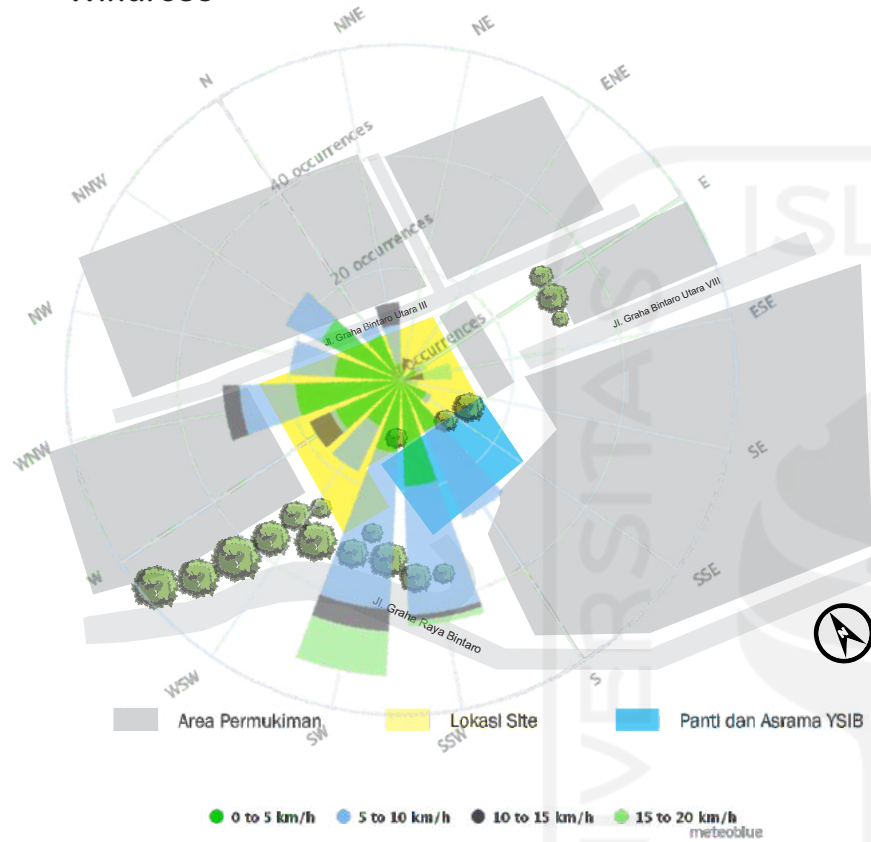 NNE
NE
N
ENE
40 occurrences
NNW
E
20 occurrences
ISL
NW
Jl. Graha Bintaro Utara III
Jl. Graha Bintaro Utara VIII
ESE
occurrences
WNW
SE
UNIVERSITAS
W
SSE
Jl. Graha Raya Bintaro
WSW
S
Area Permukiman
Lokasi Site
Panti dan Asrama YSIB
SW
SSW
0 to 5 km/h
5 to 10 km/h
10 to 15 km/h
15 to 20 km/h
meteoblue